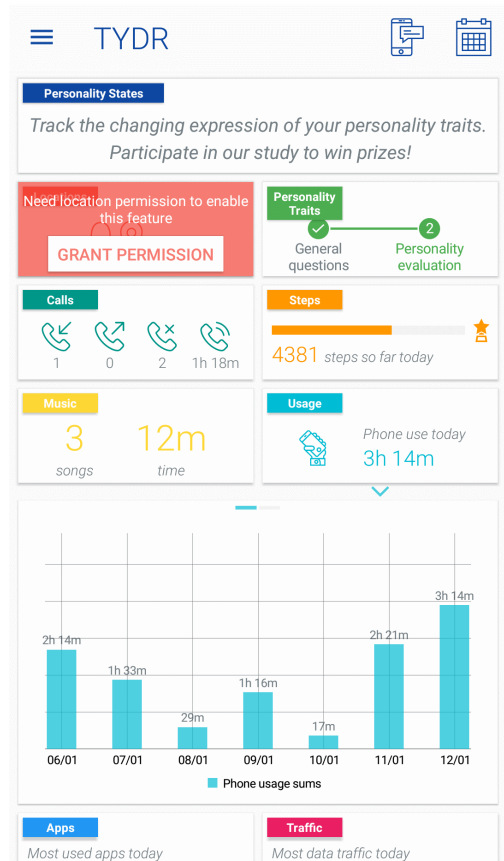 TYDR
Personality States
Track the changing expression of your personality traits.
Participate in our study to win prizes!
Locations
Need location permission to enable
this feature
GRANT PERMISSION
Personality
Traits
2
General
questions
Personality
evaluation
Calls
1
0
2
1h 18m
Steps
4381 steps so far today
Music
3
12m
songs
time
Usage
Phone use today
3h 14m
2h 14m
1h 33m
29m
1h 16m
17m
2h 21m
3h 14m
06/01
07/01
08/01
09/01
10/01
11/01
12/01
Phone usage sums
Apps
Most used apps today
Traffic
Most data traffic today